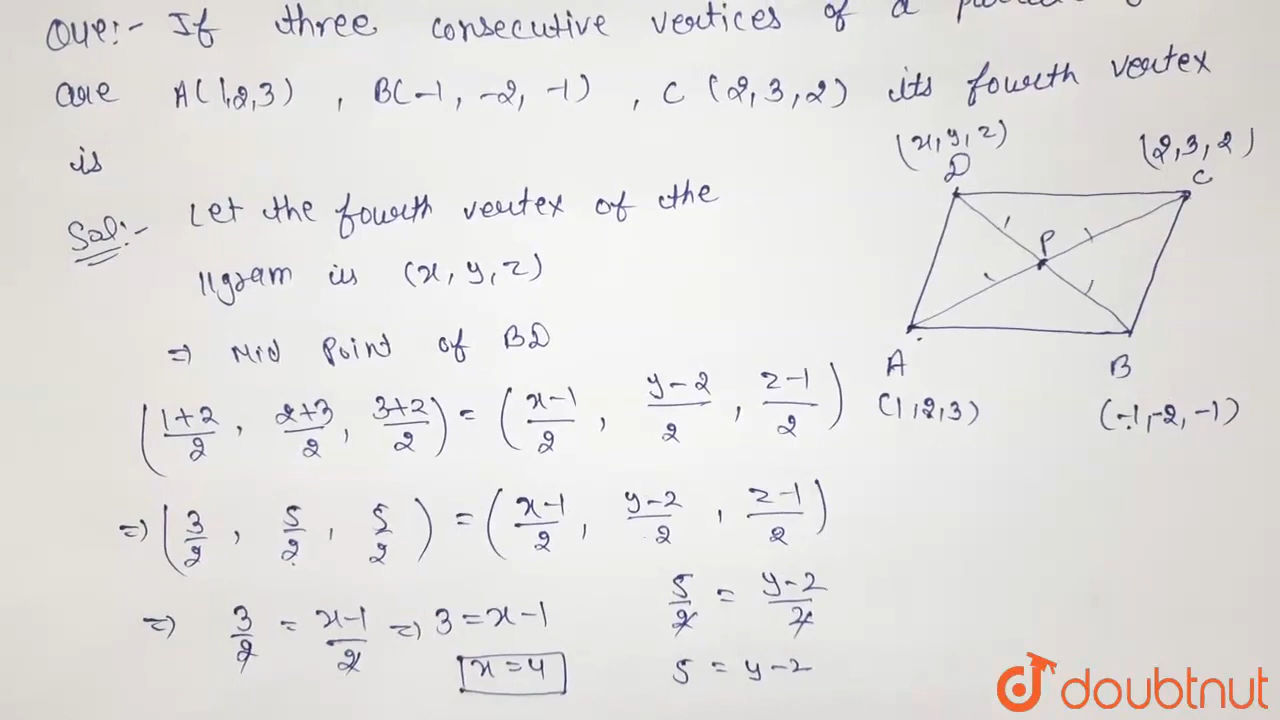 Que:- If three consecutive vertices of a
are A(1,2,3) , B(-1, -2, -1) , C (2, 3, 2) its fourth vertex
is
(x, y, z)
(2, 3, 2)
D
C
Sol:- Let the fourth vertex of the
||gram is (x, y, z)
P
⇒ Mid Point of BD
A
B
(1+2/2, 2+3/2, 3+2/2) = (x-1/2, y-2/2, z-1/2)
(1,2,3)
(-1,-2,-1)
⇒ (3/2, 5/2, 5/2) = (x-1/2, y-2/2, z-1/2)
⇒ 3/2 = x-1/2 ⇒ 3 = x-1
5/2 = y-2/2
x = 4
5 = y-2
doubtnut